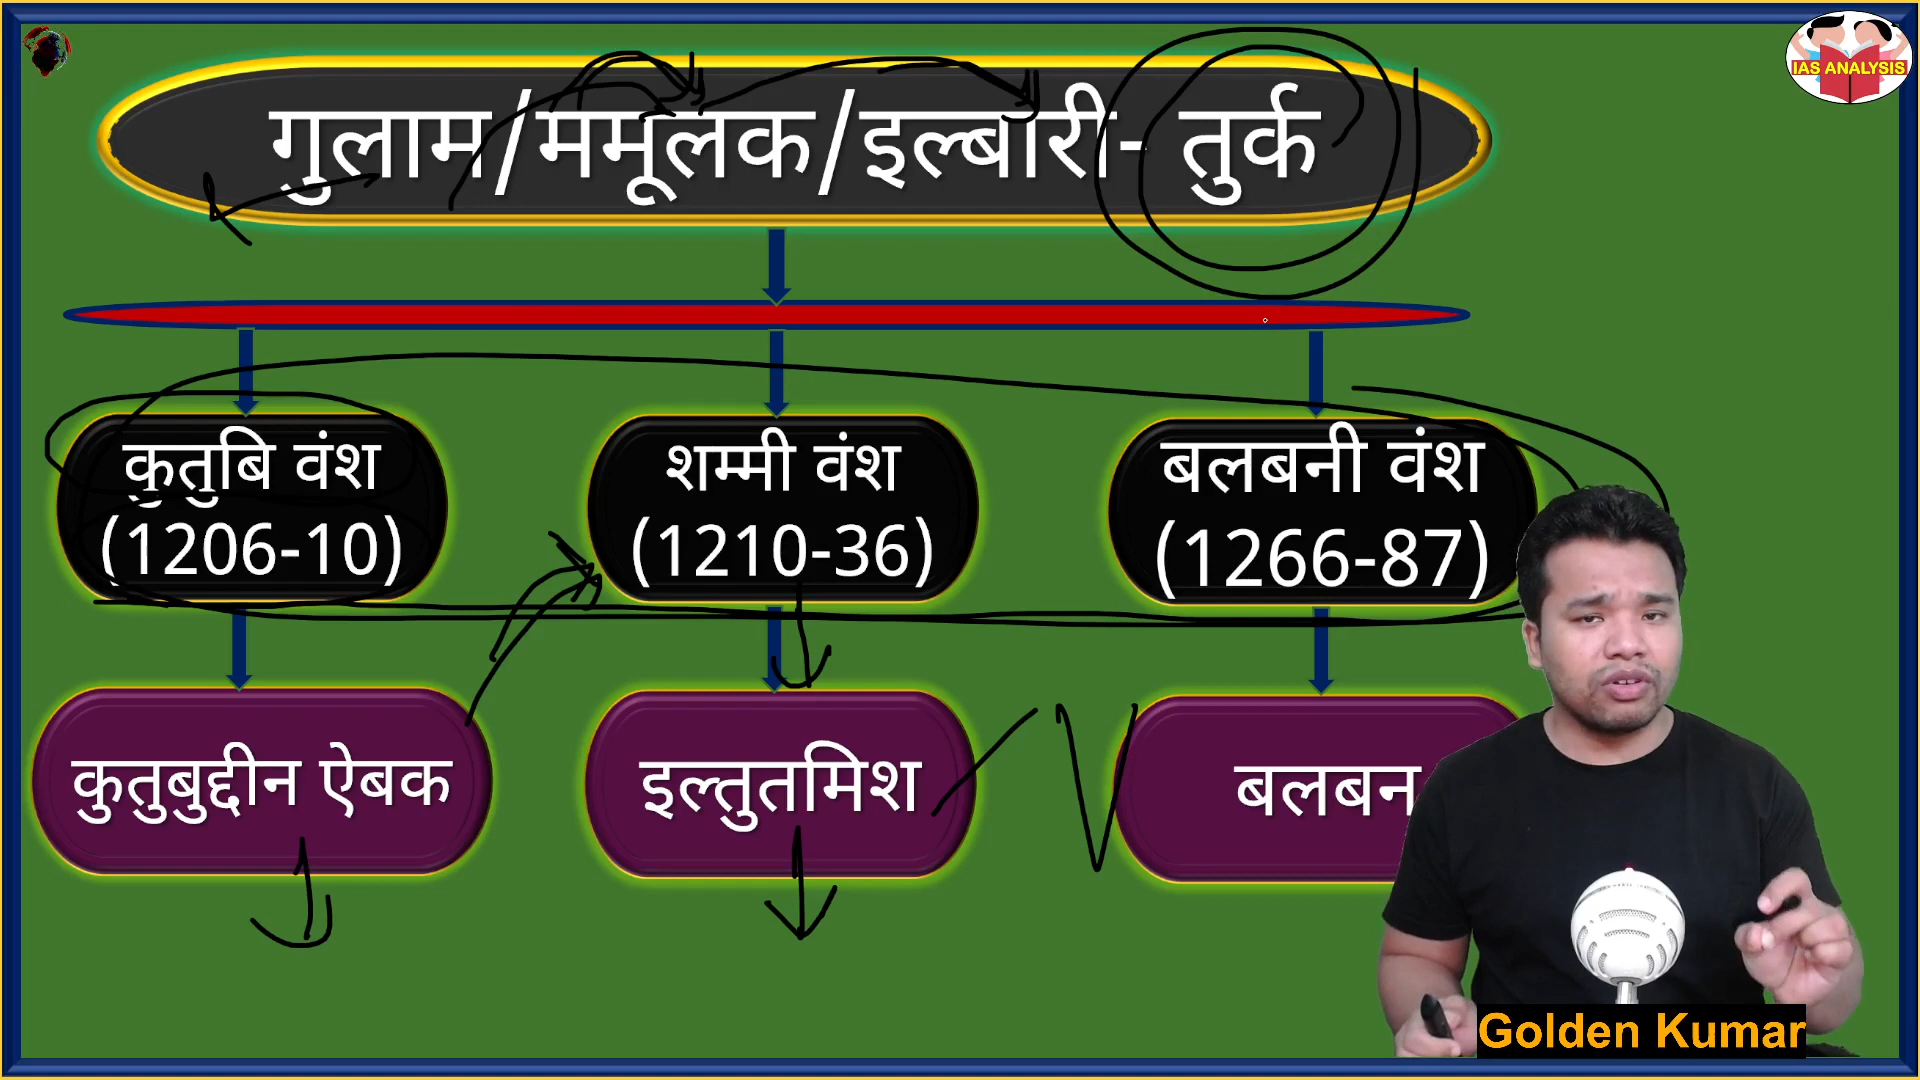 IAS ANALYSIS
गुलाम/ममूलक/इल्बारी- तुर्क
कुतुबि वंश
(1206-10)
शम्मी वंश
(1210-36)
बलबनी वंश
(1266-87)
कुतुबुद्दीन ऐबक
इल्तुतमिश
बलबन
Golden Kumar